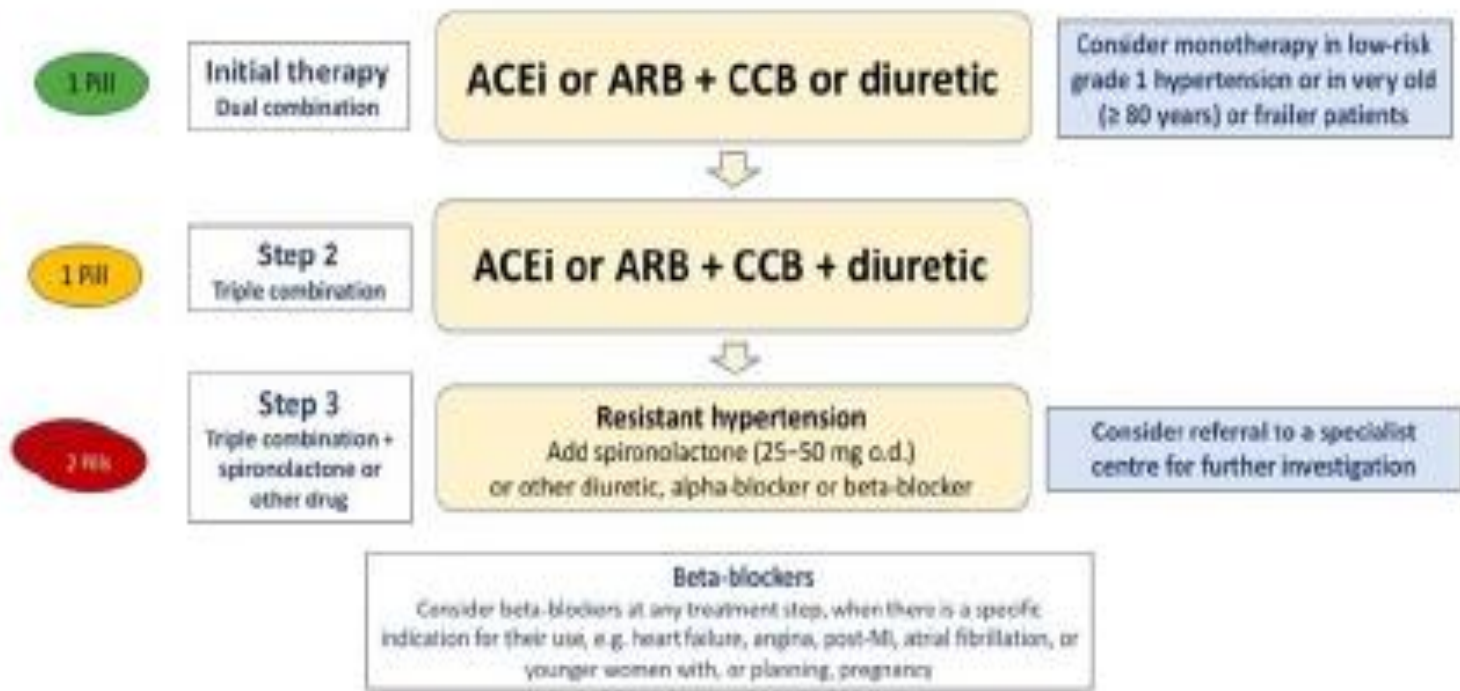 1 Pill
Initial therapy
Dual combination
ACEi or ARB + CCB or diuretic
Consider monotherapy in low-risk
grade 1 hypertension or in very old
(≥ 80 years) or frailer patients
1 Pill
Step 2
Triple combination
ACEi or ARB + CCB + diuretic
2 Pills
Step 3
Triple combination +
spironolactone or
other drug
Resistant hypertension
Add spironolactone (25–50 mg o.d.)
or other diuretic, alpha-blocker or beta-blocker
Consider referral to a specialist
centre for further investigation
Beta-blockers
Consider beta-blockers at any treatment step, when there is a specific
indication for their use, e.g. heart failure, angina, post-MI, atrial fibrillation, or
younger women with, or planning, pregnancy